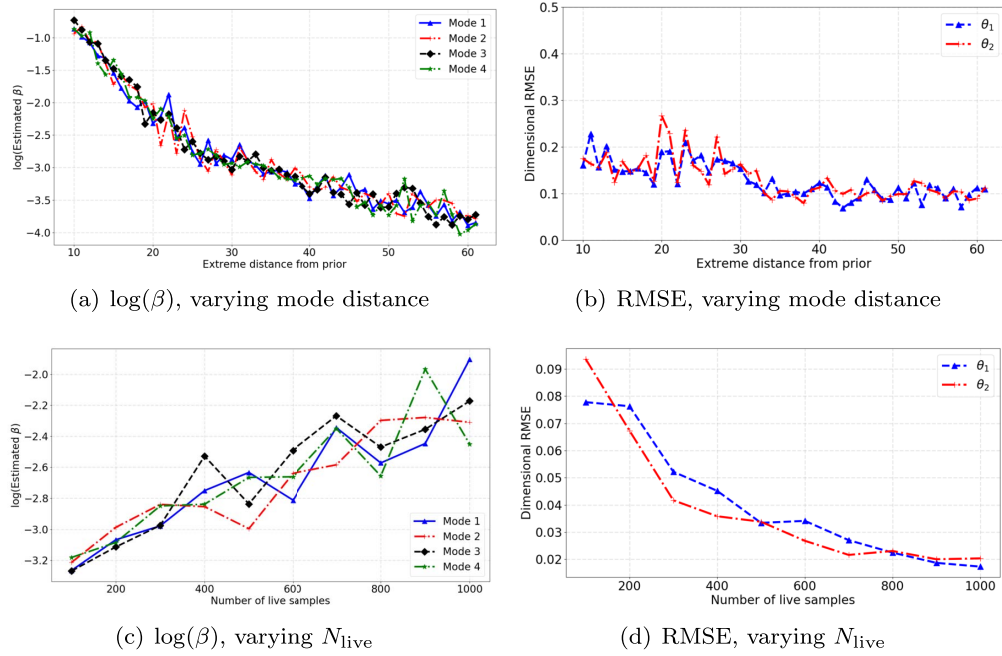 log(Estimated β)
−1.0
−1.5
−2.0
−2.5
−3.0
−3.5
−4.0
10 20 30 40 50 60
Extreme distance from prior
Mode 1
Mode 2
Mode 3
Mode 4
(a) log(β), varying mode distance
Dimensional RMSE
0.5
0.4
0.3
0.2
0.1
0.0
10 20 30 40 50 60
Extreme distance from prior
θ₁
θ₂
(b) RMSE, varying mode distance
log(Estimated β)
−2.0
−2.2
−2.4
−2.6
−2.8
−3.0
−3.2
200 400 600 800 1000
Number of live samples
Mode 1
Mode 2
Mode 3
Mode 4
(c) log(β), varying N_live
Dimensional RMSE
0.09
0.08
0.07
0.06
0.05
0.04
0.03
0.02
200 400 600 800 1000
Number of live samples
θ₁
θ₂
(d) RMSE, varying N_live